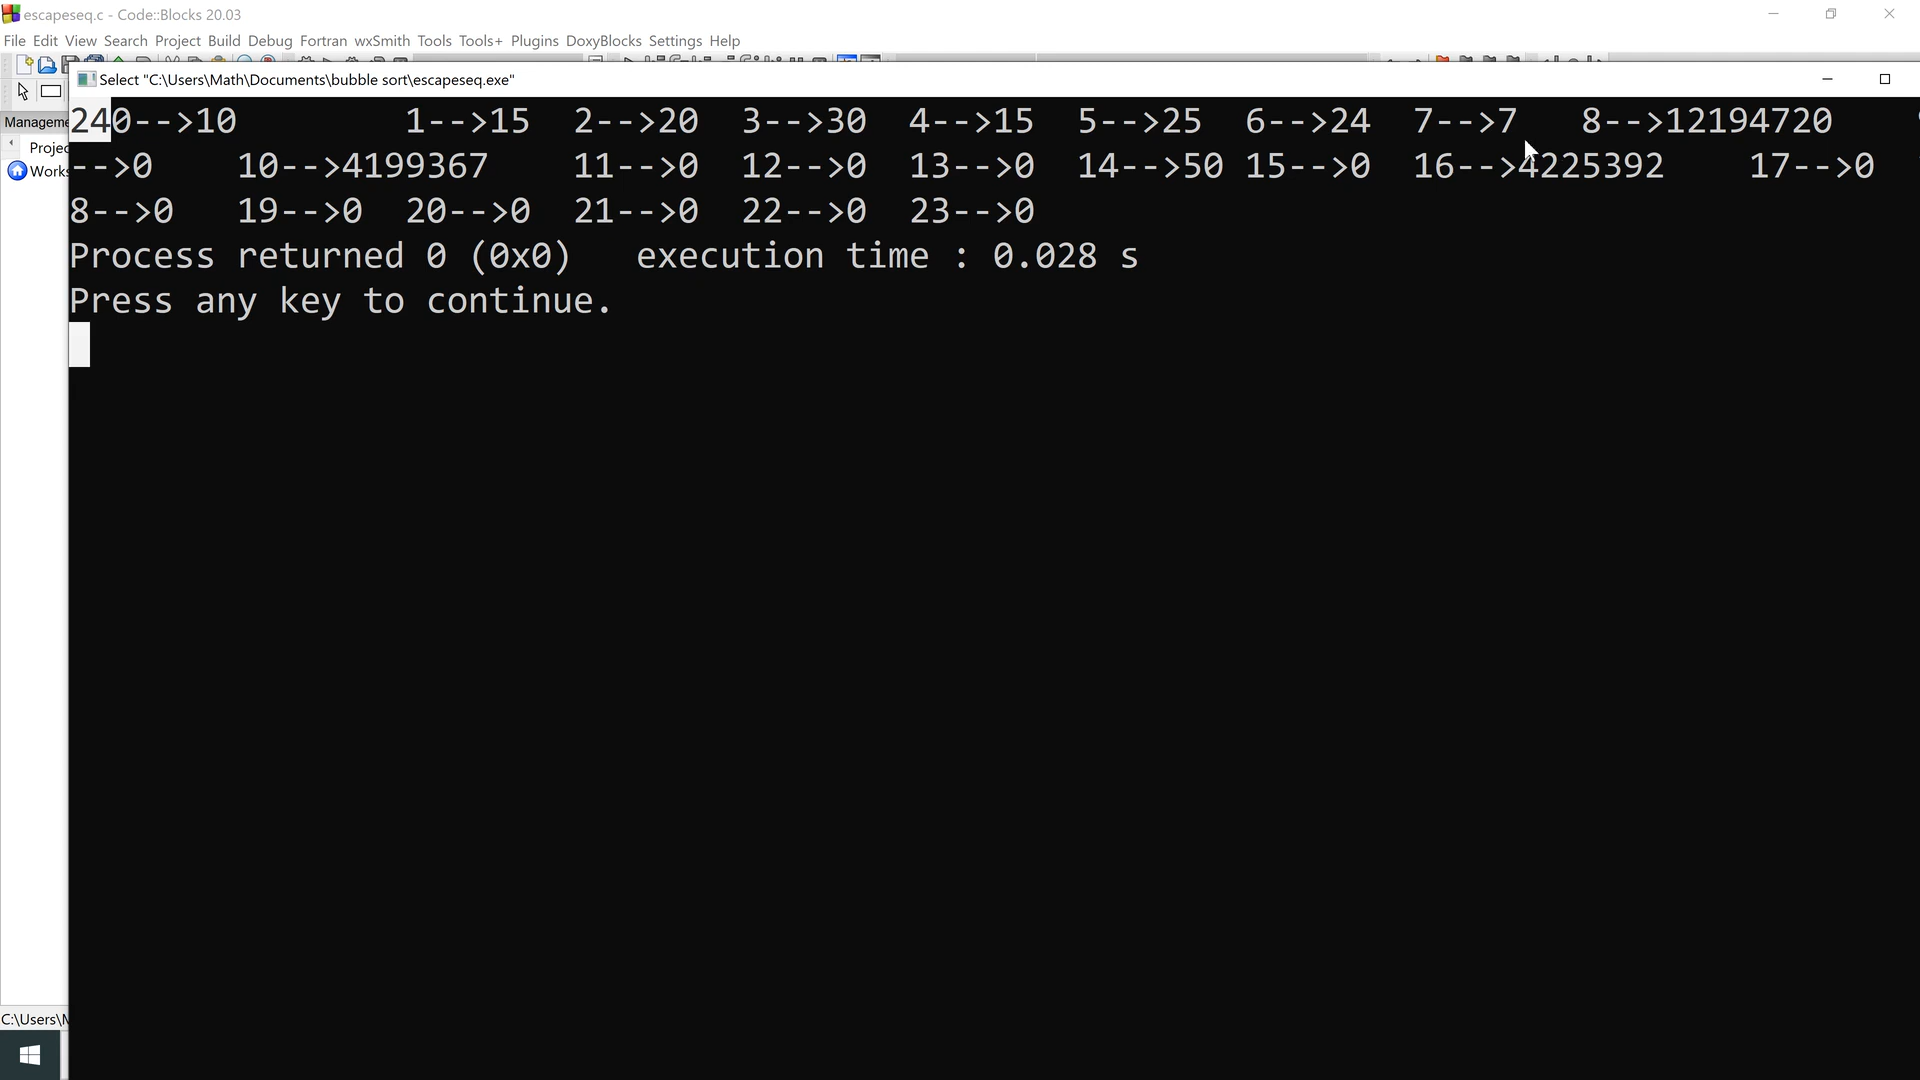 escapeseq.c - Code::Blocks 20.03
File Edit View Search Project Build Debug Fortran wxSmith Tools Tools+ Plugins DoxyBlocks Settings Help
Select "C:\Users\Math\Documents\bubble sort\escapeseq.exe"
Manageme
Projec
Works
240-->10 1-->15 2-->20 3-->30 4-->15 5-->25 6-->24 7-->7 8-->12194720
-->0 10-->4199367 11-->0 12-->0 13-->0 14-->50 15-->0 16-->4225392 17-->0
8-->0 19-->0 20-->0 21-->0 22-->0 23-->0
Process returned 0 (0x0) execution time : 0.028 s
Press any key to continue.
C:\Users\M